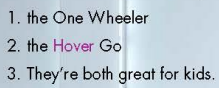 1. the One Wheeler
2. the Hover Go
3. They're both great for kids.